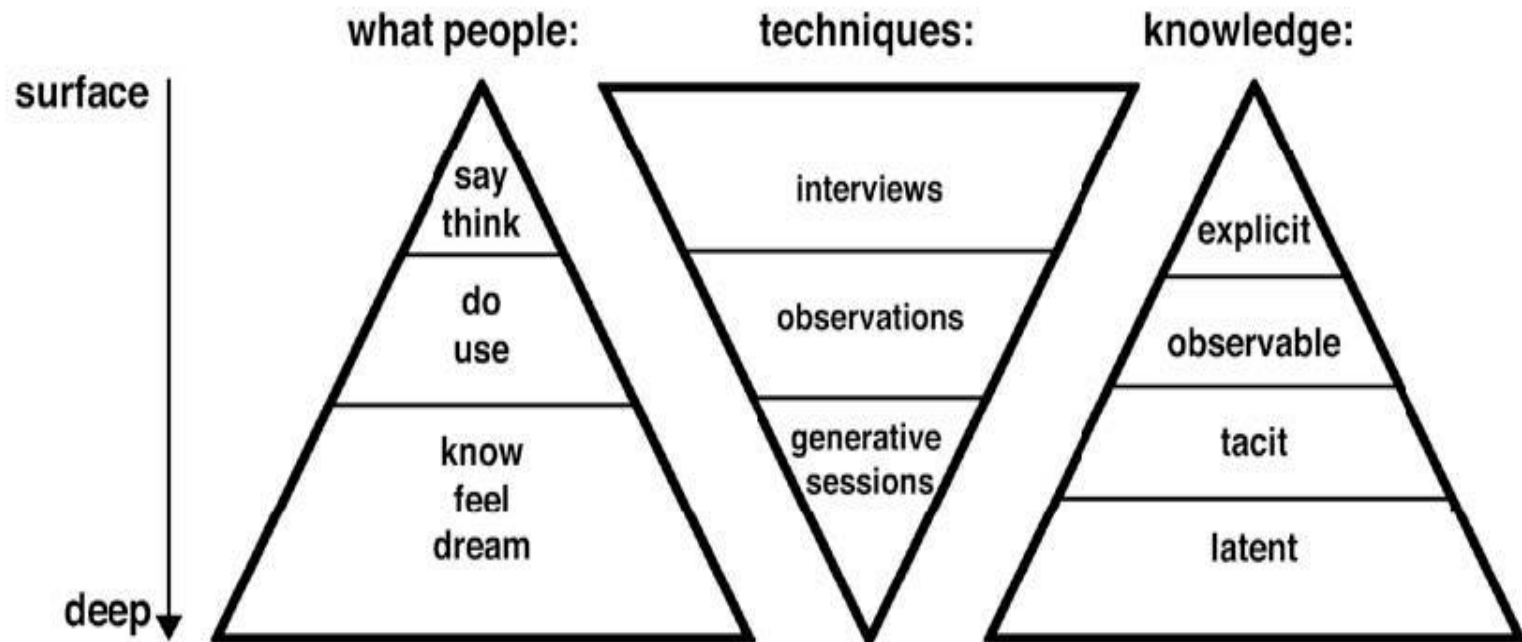 what people:
techniques:
knowledge:
surface
say
think
interviews
explicit
do
use
observations
observable
know
feel
dream
generative
sessions
tacit
latent
deep